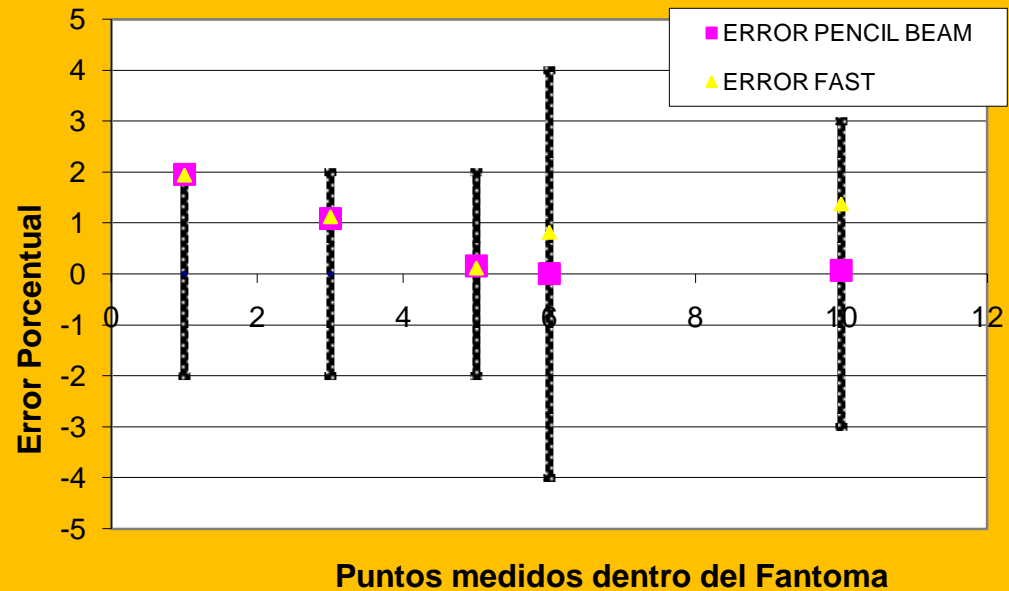 5
4
3
2
1
0
-1
-2
-3
-4
-5
0 2 4 6 8 10 12
ERROR PENCIL BEAM
ERROR FAST
Error Porcentual
Puntos medidos dentro del Fantoma